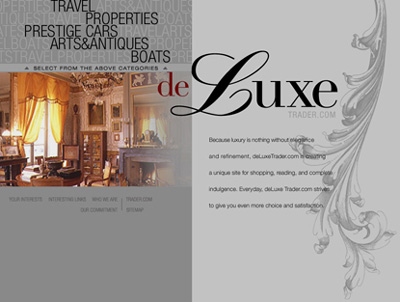 TRAVEL
PROPERTIES
PRESTIGE CARS
ARTS&ANTIQUES
BOATS
SELECT FROM THE ABOVE CATEGORIES
deLuxe
TRADER.COM
Because luxury is nothing without elegance
and refinement, deLuxeTrader.com is creating
a unique site for shopping, reading, and complete
indulgence. Everyday, deLuxe Trader.com strives
to give you even more choice and satisfaction.
YOUR INTERESTS INTERESTING LINKS WHO WE ARE TRADER.COM
OUR COMMITMENT SITEMAP